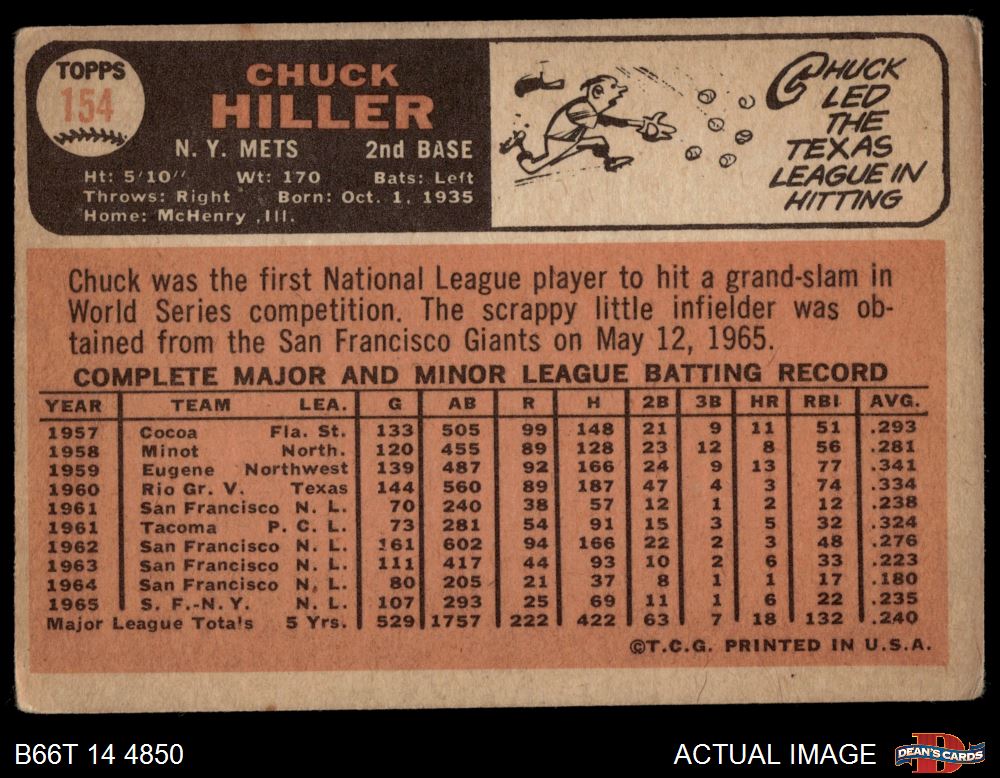 TOPPS
154
CHUCK
HILLER
N. Y. METS 2nd BASE
Ht: 5'10" Wt: 170 Bats: Left
Throws: Right Born: Oct. 1, 1935
Home: McHenry ,Ill.
CHUCK
LED
THE
TEXAS
LEAGUE IN
HITTING
Chuck was the first National League player to hit a grand-slam in
World Series competition. The scrappy little infielder was ob-
tained from the San Francisco Giants on May 12, 1965.
COMPLETE MAJOR AND MINOR LEAGUE BATTING RECORD
YEAR TEAM LEA. G AB R H 2B 3B HR RBI AVG.
1957 Cocoa Fla. St. 133 505 99 148 21 9 11 51 .293
1958 Minot North. 120 455 89 128 23 12 8 56 .281
1959 Eugene Northwest 139 487 92 166 24 9 13 77 .341
1960 Rio Gr. V. Texas 144 560 89 187 47 4 3 74 .334
1961 San Francisco N. L. 70 240 38 57 12 1 2 12 .238
1961 Tacoma P. C. L. 73 281 54 91 15 3 5 32 .324
1962 San Francisco N. L. 161 602 94 166 22 2 3 48 .276
1963 San Francisco N. L. 111 417 44 93 10 2 6 33 .223
1964 San Francisco N. L. 80 205 21 37 8 1 1 17 .180
1965 S. F.-N.Y. N. L. 107 293 25 69 11 1 6 22 .235
Major League Totals 5 Yrs. 529 1757 222 422 63 7 18 132 .240
©T.C.G. PRINTED IN U.S.A.
B66T 14 4850 ACTUAL IMAGE DEAN'S CARDS